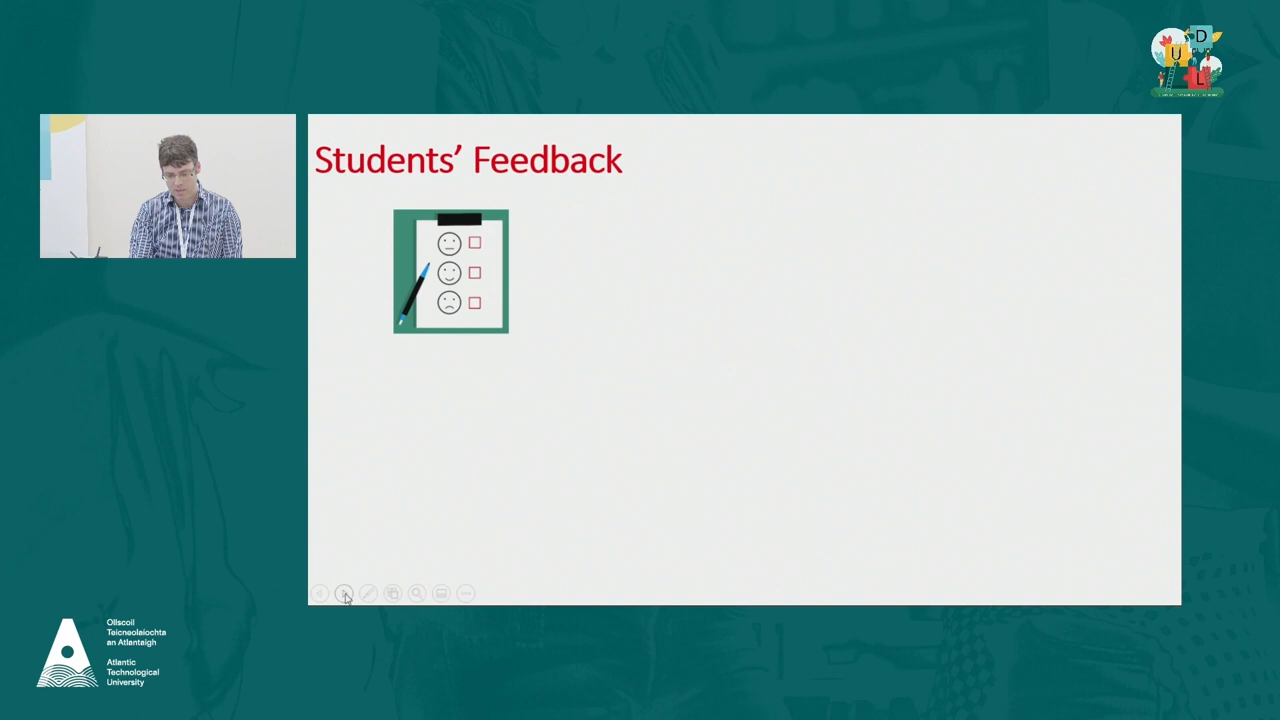 D
U
L
Students’ Feedback
Ollscoil
Teicneolaíochta
an Atlantaigh
Atlantic
Technological
University